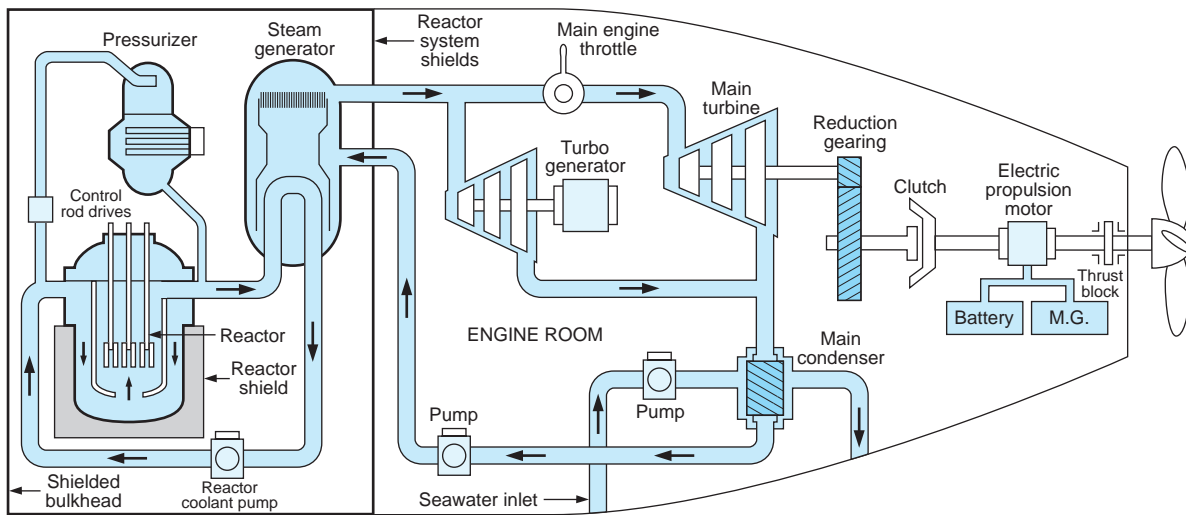 Pressurizer
Steam
generator
Reactor
system
shields
Main engine
throttle
Main
turbine
Reduction
gearing
Turbo
generator
Clutch
Electric
propulsion
motor
Control
rod drives
Thrust
block
Battery
M.G.
Reactor
ENGINE ROOM
Main
condenser
Reactor
shield
Pump
Pump
Shielded
bulkhead
Reactor
coolant pump
Seawater inlet